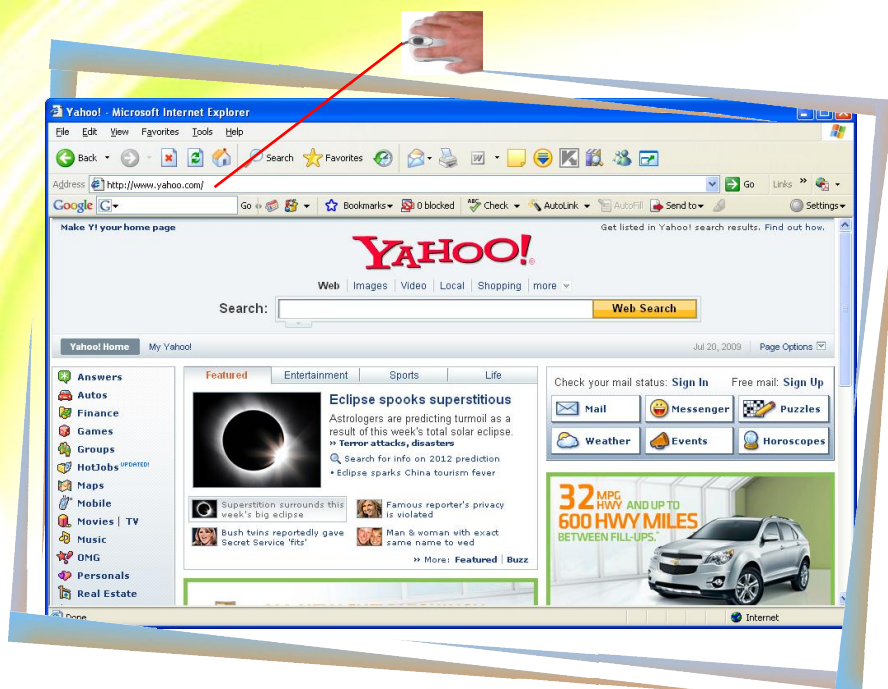 Yahoo! - Microsoft Internet Explorer
File Edit View Favorites Tools Help
Back Search Favorites
Address http://www.yahoo.com/ Go Links »
Google G Go Bookmarks 0 blocked ABC Check AutoLink AutoFill Send to Settings
Make Y! your home page
Get listed in Yahoo! search results. Find out how.
YAHOO!
Web | Images | Video | Local | Shopping | more
Search: Web Search
Yahoo! Home My Yahoo!
Jul 20, 2009 Page Options
Answers
Autos
Finance
Games
Groups
HotJobs UPDATED!
Maps
Mobile
Movies | TV
Music
OMG
Personals
Real Estate
Featured Entertainment Sports Life
Eclipse spooks superstitious
Astrologers are predicting turmoil as a
result of this week's total solar eclipse.
» Terror attacks, disasters
Search for info on 2012 prediction
• Eclipse sparks China tourism fever
Superstition surrounds this
week's big eclipse
Famous reporter's privacy
is violated
Bush twins reportedly gave
Secret Service 'fits'
Man & woman with exact
same name to wed
» More: Featured | Buzz
Check your mail status: Sign In Free mail: Sign Up
Mail Messenger Puzzles
Weather Events Horoscopes
32 MPG HWY AND UP TO
600 HWY MILES
BETWEEN FILL-UPS.*
Done
Internet